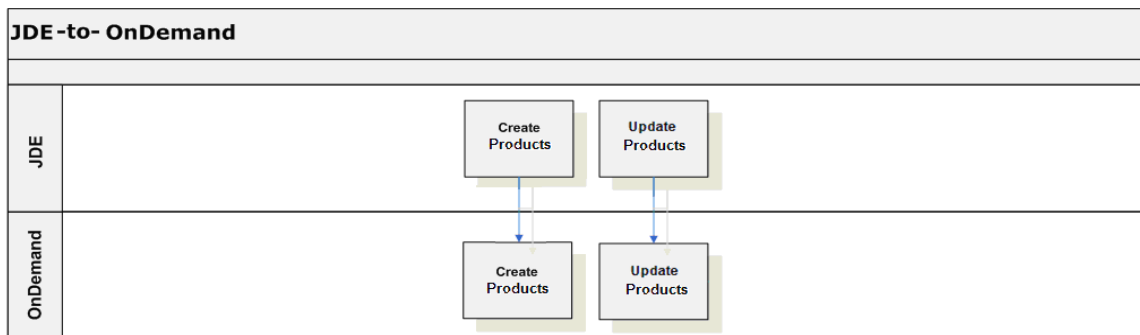 JDE-to- OnDemand
JDE
Create
Products
Update
Products
OnDemand
Create
Products
Update
Products